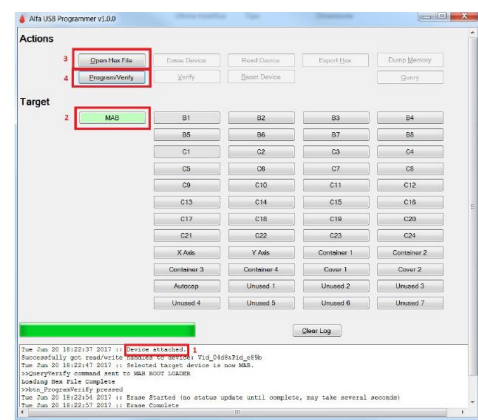 Alfa USB Programmer v1.0.0
Actions
3 Open Hex File Erase Device Read Device Export Hex Dump Memory
4 Program/Verify Verify Reset Device Query
Target
2 MAB B1 B2 B3 B4
B5 B6 B7 B8
C1 C2 C3 C4
C5 C6 C7 C8
C9 C10 C11 C12
C13 C14 C15 C16
C17 C18 C19 C20
C21 C22 C23 C24
X Axis Y Axis Container 1 Container 2
Container 3 Container 4 Cover 1 Cover 2
Autocap Unused 1 Unused 2 Unused 3
Unused 4 Unused 5 Unused 6 Unused 7
Clear Log
Tue Jun 20 18:22:37 2017 :: Device attached. 1
Successfully got read/write handles to device:
Tue Jun 20 18:22:47 2017 :: Selected target device is now MAB.
>>QueryVerify command sent to MAB BOOT LOADER
Loading Hex File Complete
>>btn_ProgramVerify pressed
Tue Jun 20 18:22:54 2017 :: Erase Started (no status update until complete, may take several seconds)
Tue Jun 20 18:22:57 2017 :: Erase Complete